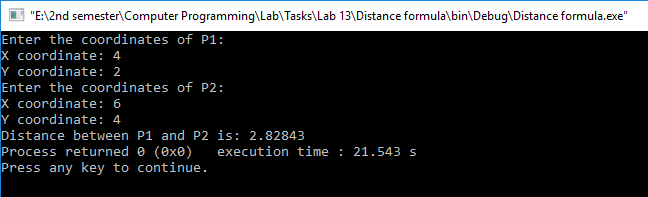 "E:\2nd semester\Computer Programming\Lab\Tasks\Lab 13\Distance formula\bin\Debug\Distance formula.exe"
Enter the coordinates of P1:
X coordinate: 4
Y coordinate: 2
Enter the coordinates of P2:
X coordinate: 6
Y coordinate: 4
Distance between P1 and P2 is: 2.82843
Process returned 0 (0x0)   execution time : 21.543 s
Press any key to continue.